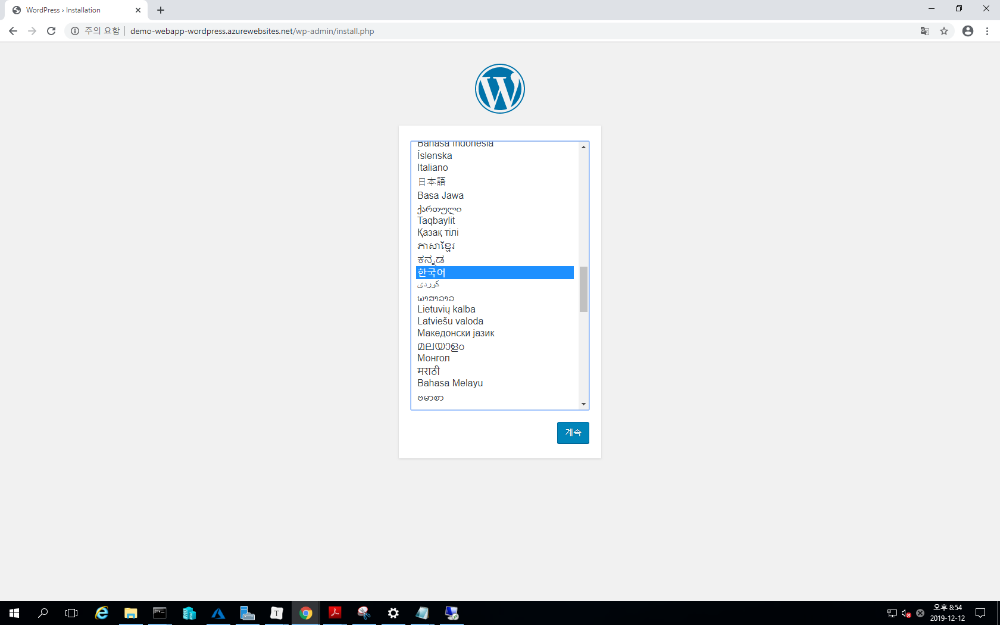 WordPress › Installation
주의 요함
demo-webapp-wordpress.azurewebsites.net/wp-admin/install.php
Bahasa Indonesia
Íslenska
Italiano
日本語
Basa Jawa
ქართული
Taqbaylit
Қазақ тілі
ភាសាខ្មែរ
ಕನ್ನಡ
한국어
كوردی
ພາສາລາວ
Lietuvių kalba
Latviešu valoda
Македонски јазик
മലയാളം
Монгол
मराठी
Bahasa Melayu
ဗမာစာ
계속
오후 8:54
2019-12-12